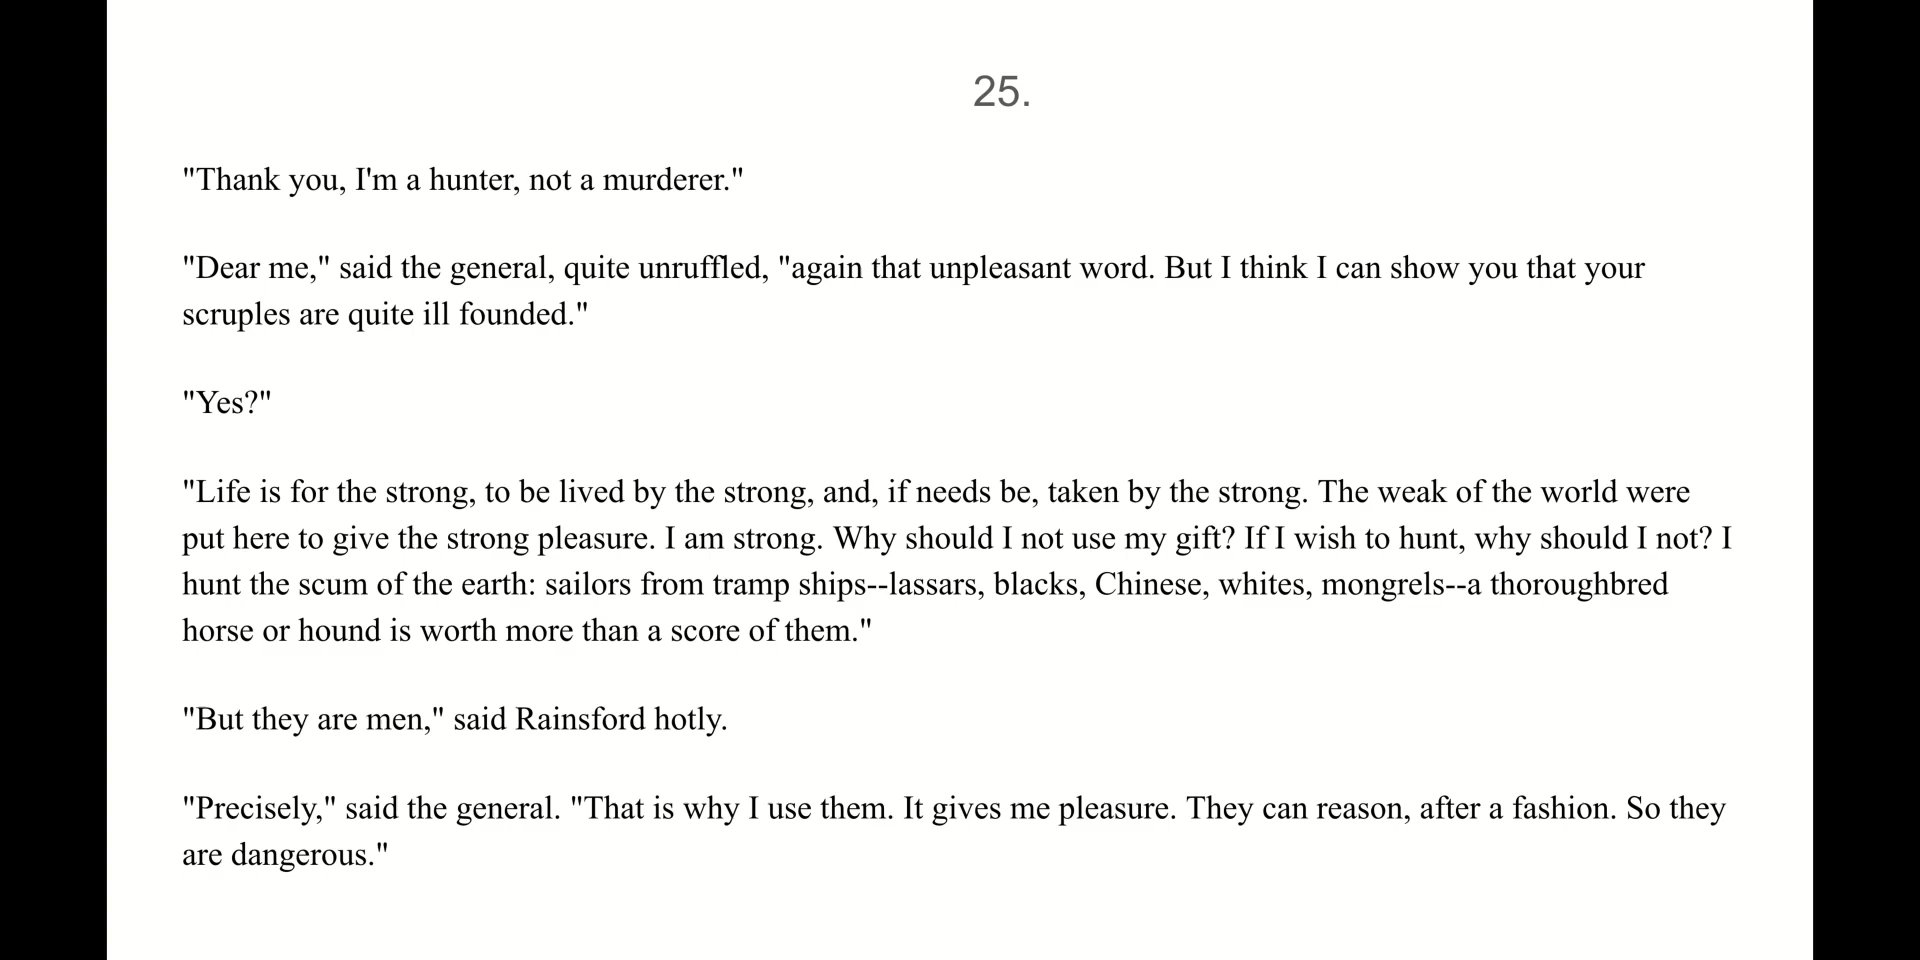 25.
"Thank you, I'm a hunter, not a murderer."
"Dear me," said the general, quite unruffled, "again that unpleasant word. But I think I can show you that your
scruples are quite ill founded."
"Yes?"
"Life is for the strong, to be lived by the strong, and, if needs be, taken by the strong. The weak of the world were
put here to give the strong pleasure. I am strong. Why should I not use my gift? If I wish to hunt, why should I not? I
hunt the scum of the earth: sailors from tramp ships--lassars, blacks, Chinese, whites, mongrels--a thoroughbred
horse or hound is worth more than a score of them."
"But they are men," said Rainsford hotly.
"Precisely," said the general. "That is why I use them. It gives me pleasure. They can reason, after a fashion. So they
are dangerous."